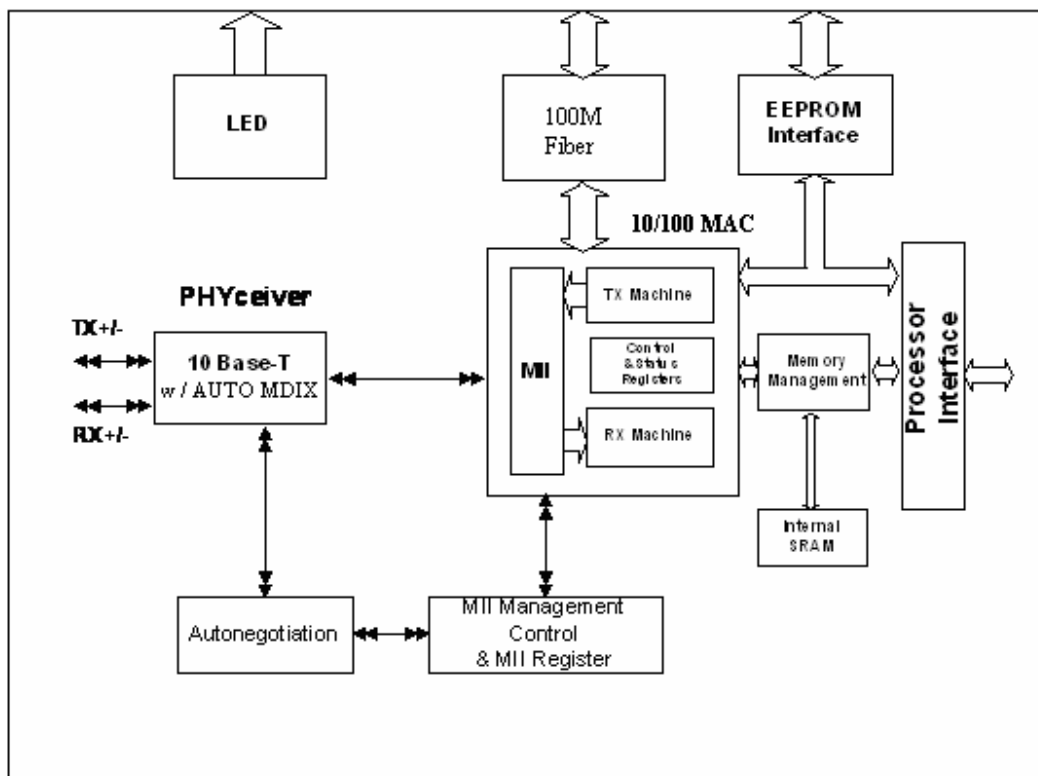 LED
100M
Fiber
EEPROM
Interface
10/100 MAC
PHYceiver
TX+/-
10 Base-T
w / AUTO MDIX
RX+/-
MII
TX Machine
Control
& Status
Registers
RX Machine
Memory
Management
Processor
Interface
Internal
SRAM
Autonegotiation
MII Management
Control
& MII Register